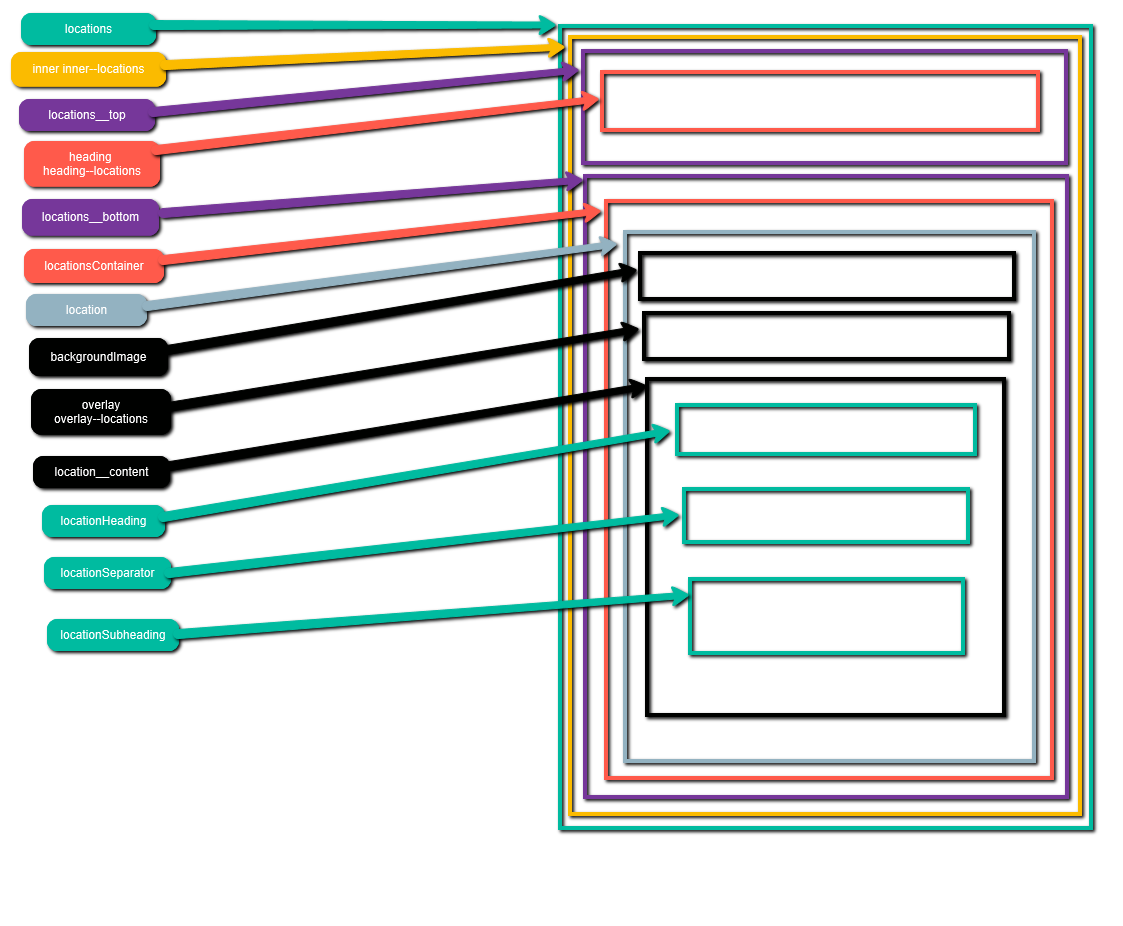 locations
inner inner--locations
locations__top
heading
heading--locations
locations__bottom
locationsContainer
location
backgroundImage
overlay
overlay--locations
location__content
locationHeading
locationSeparator
locationSubheading